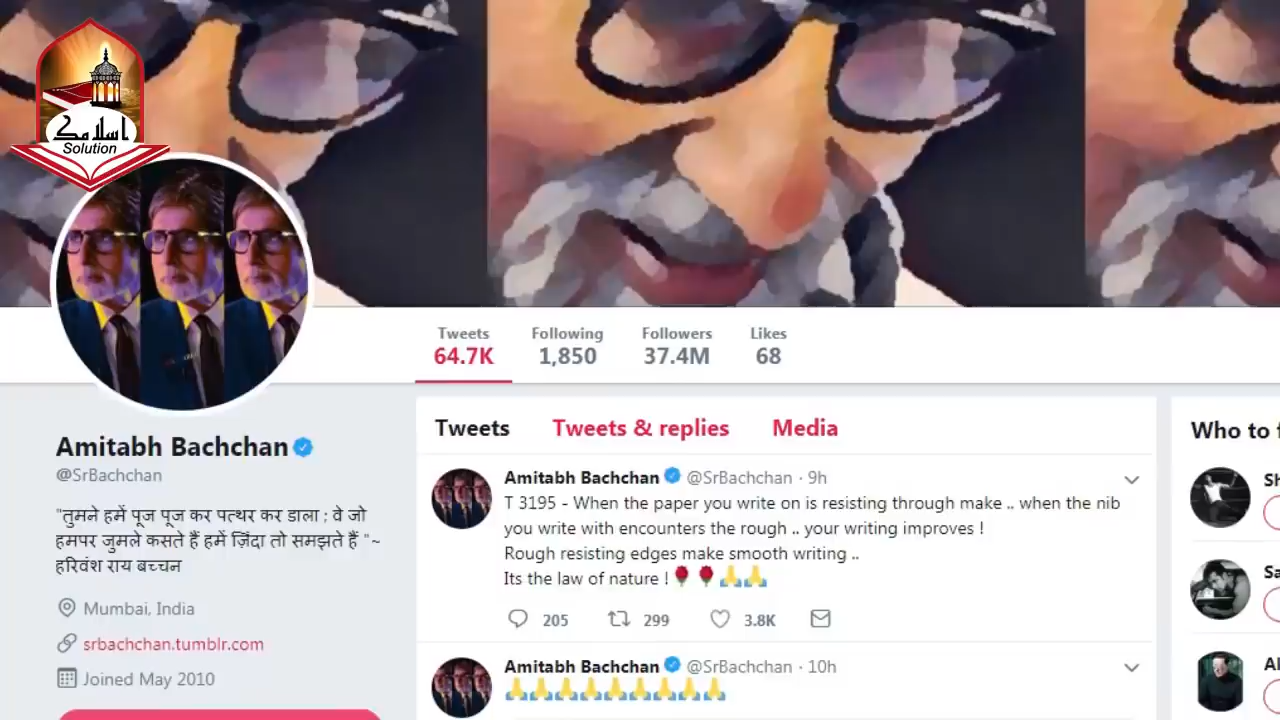 اسلامک
Solution
Tweets
64.7K
Following
1,850
Followers
37.4M
Likes
68
Amitabh Bachchan
@SrBachchan
"तुमने हमें पूज पूज कर पत्थर कर डाला ; वे जो
हमपर जुमले कसते हैं हमें ज़िंदा तो समझते हैं "~
हरिवंश राय बच्चन
Mumbai, India
srbachchan.tumblr.com
Joined May 2010
Tweets Tweets & replies Media
Amitabh Bachchan @SrBachchan · 9h
T 3195 - When the paper you write on is resisting through make .. when the nib
you write with encounters the rough .. your writing improves !
Rough resisting edges make smooth writing ..
Its the law of nature ! 🌹 🌹 🙏 🙏
205 299 3.8K
Amitabh Bachchan @SrBachchan · 10h
🙏🙏🙏🙏🙏🙏🙏🙏🙏
Who to